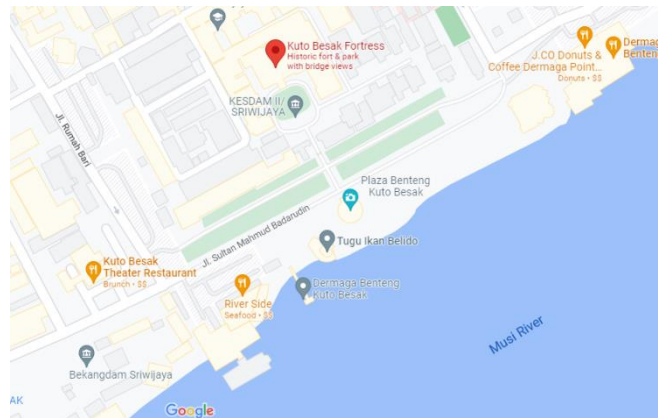 Kuto Besak Fortress
Historic fort & park
with bridge views
J.CO Donuts &
Coffee Dermaga Point...
Donuts • $$
Dermag
Benten
KESDAM II/
SRIWIJAYA
Jl. Rumah Bari
Plaza Benteng
Kuto Besak
Jl. Sultan Mahmud Badarudin
Tugu Ikan Belido
Kuto Besak
Theater Restaurant
Brunch • $$
Dermaga Benteng
Kuto Besak
River Side
Seafood • $$
Musi River
Bekangdam Sriwijaya
AK
Google